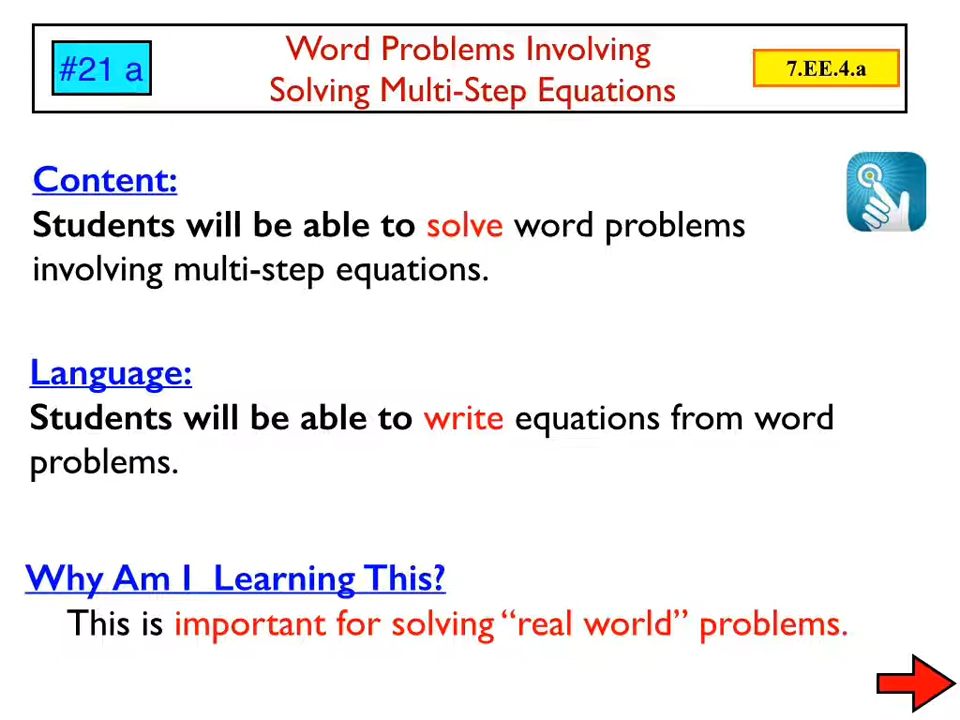 #21 a
Word Problems Involving
Solving Multi-Step Equations
7.EE.4.a
Content:
Students will be able to solve word problems
involving multi-step equations.
Language:
Students will be able to write equations from word
problems.
Why Am I Learning This?
This is important for solving “real world” problems.